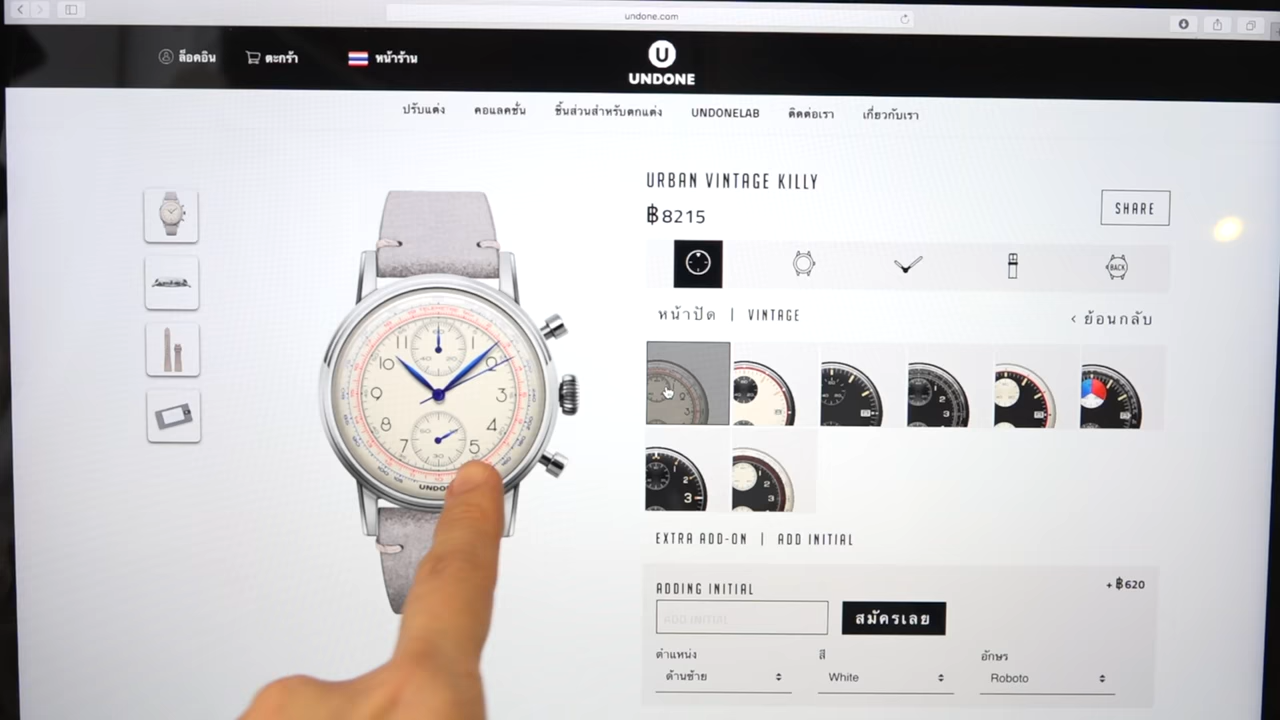 undone.com
ล็อคอิน ตะกร้า หน้าร้าน
U
UNDONE
ปรับแต่ง คอแลคชั่น ชิ้นส่วนสำหรับตกแต่ง UNDONELAB ติดต่อเรา เกี่ยวกับเรา
URBAN VINTAGE KILLY
฿8215
SHARE
BACK
หน้าปัด | VINTAGE
< ย้อนกลับ
EXTRA ADD-ON | ADD INITIAL
ADDING INITIAL
+ ฿620
ADD INITIAL
สมัครเลย
ตำแหน่ง สี อักษร
ด้านซ้าย White Roboto